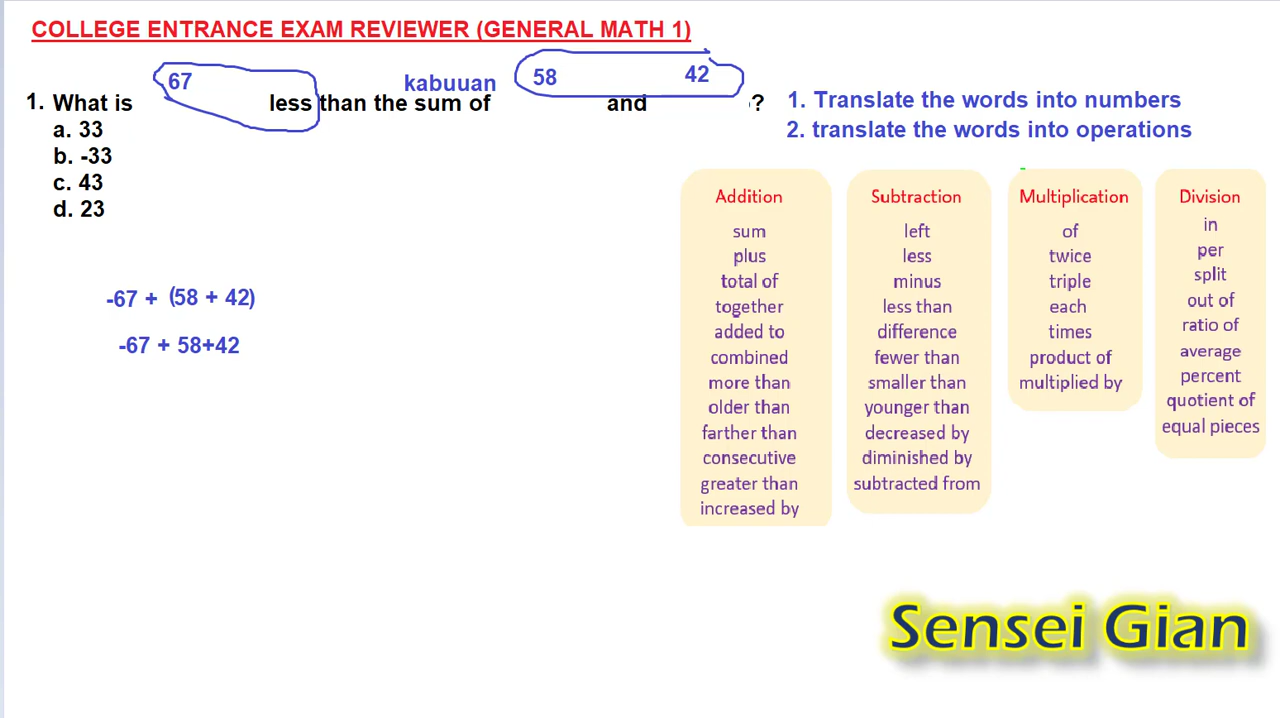 COLLEGE ENTRANCE EXAM REVIEWER (GENERAL MATH 1)
67 kabuuan 58 42
1. What is less than the sum of and ?
a. 33
b. -33
c. 43
d. 23
-67 + (58 + 42)
-67 + 58+42
1. Translate the words into numbers
2. translate the words into operations
Addition
sum
plus
total of
together
added to
combined
more than
older than
farther than
consecutive
greater than
increased by
Subtraction
left
less
minus
less than
difference
fewer than
smaller than
younger than
decreased by
diminished by
subtracted from
Multiplication
of
twice
triple
each
times
product of
multiplied by
Division
in
per
split
out of
ratio of
average
percent
quotient of
equal pieces
Sensei Gian